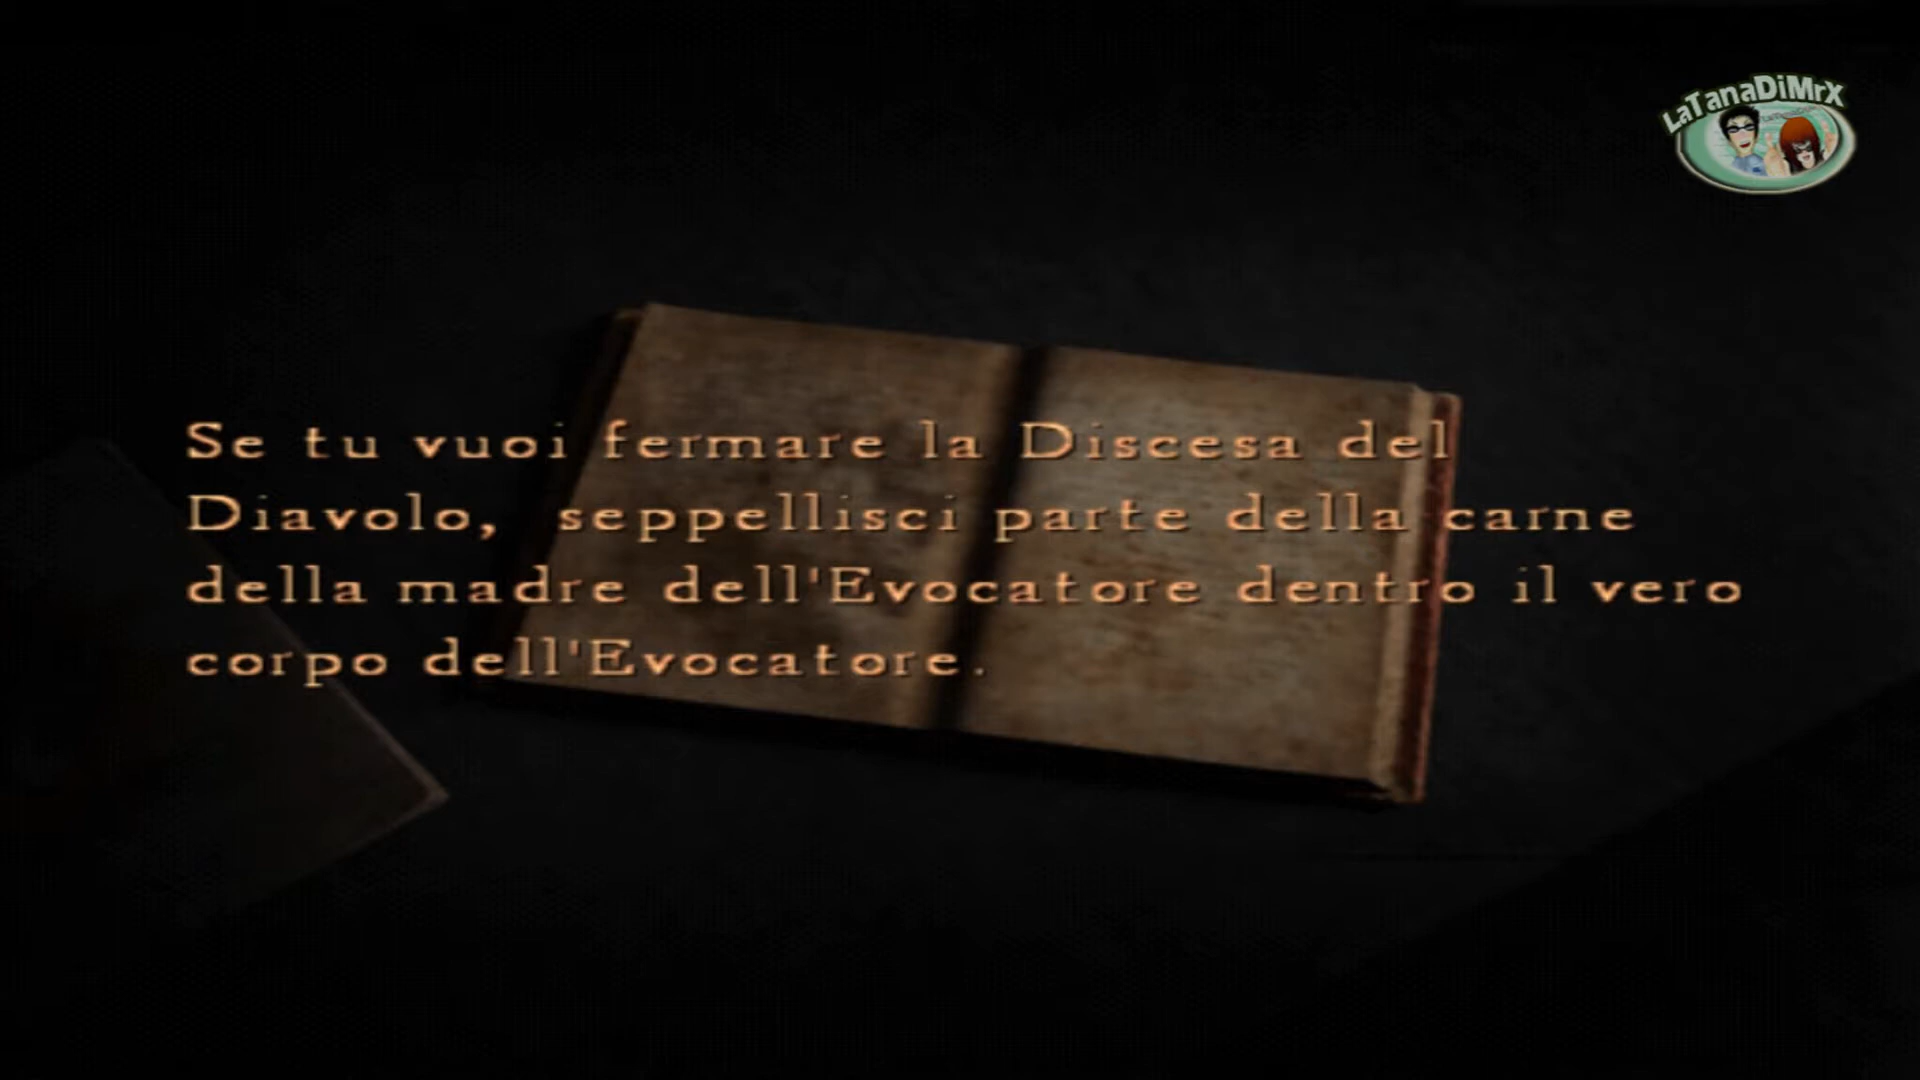 LaTanaDiMrX
Se tu vuoi fermare la Discesa del
Diavolo, seppellisci parte della carne
della madre dell'Evocatore dentro il vero
corpo dell'Evocatore.